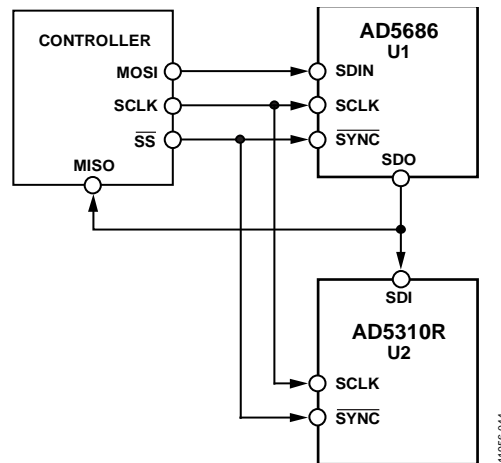 CONTROLLER
MOSI
SCLK
SS
MISO
AD5686
U1
SDIN
SCLK
SYNC
SDO
SDI
AD5310R
U2
SCLK
SYNC